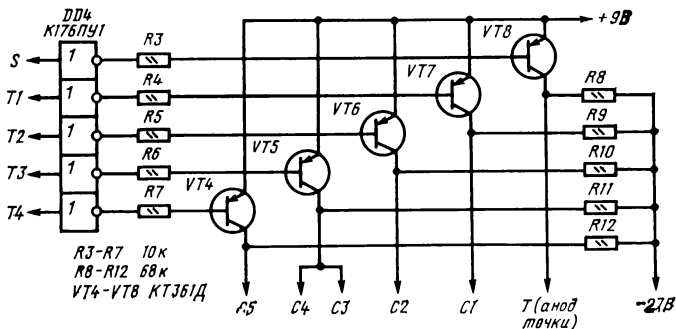 DD4
К176ПУ1
VT8
+9В
S
1
R3
T1
1
R4
VT7
R8
T2
1
R5
VT6
R9
T3
1
R6
VT5
R10
T4
1
R7
VT4
R11
R12
R3-R7 10к
R8-R12 68к
VT4-VT8 КТ361Д
C4
C3
C2
C1
T (анод точки)
-27В